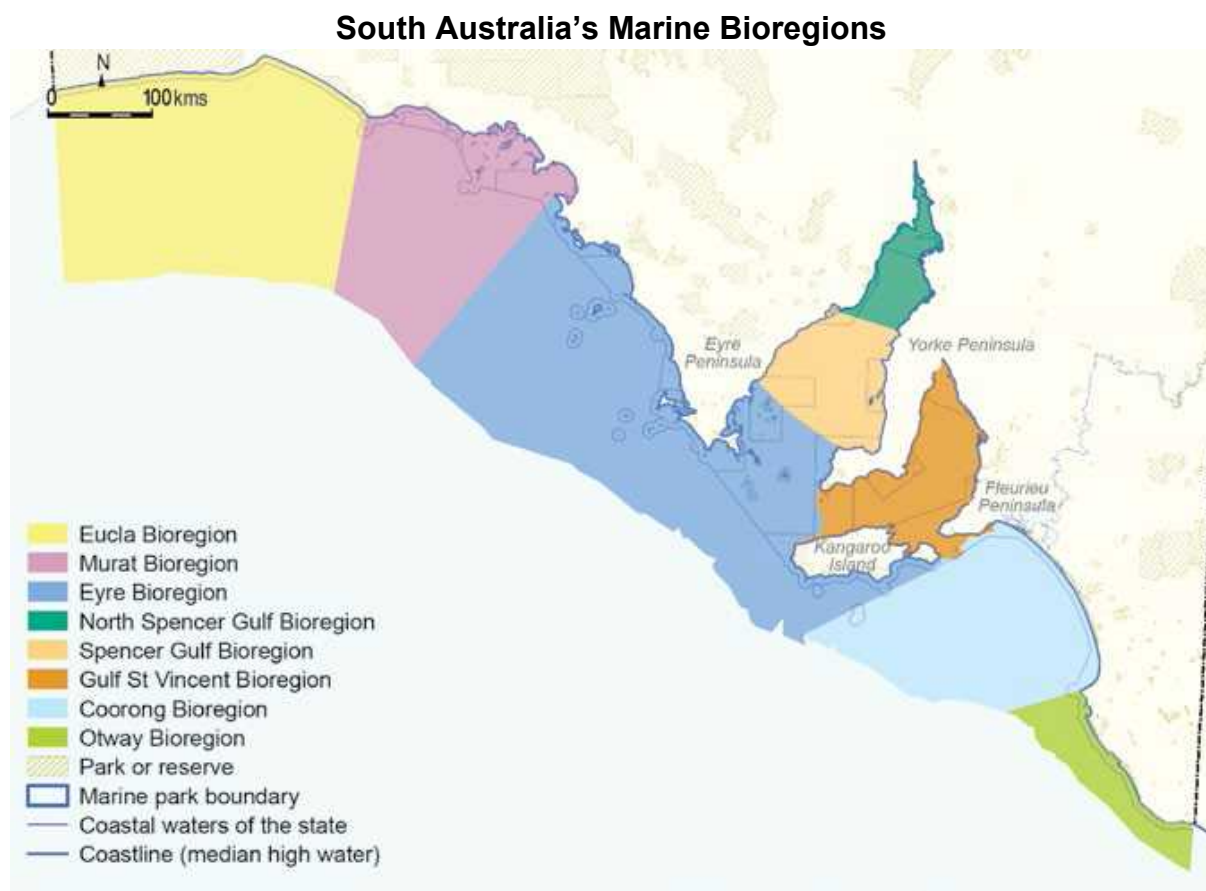 South Australia’s Marine Bioregions
N
0 100 kms
Eyre
Peninsula
Yorke Peninsula
Fleurieu
Peninsula
Kangaroo
Island
Eucla Bioregion
Murat Bioregion
Eyre Bioregion
North Spencer Gulf Bioregion
Spencer Gulf Bioregion
Gulf St Vincent Bioregion
Coorong Bioregion
Otway Bioregion
Park or reserve
Marine park boundary
Coastal waters of the state
Coastline (median high water)